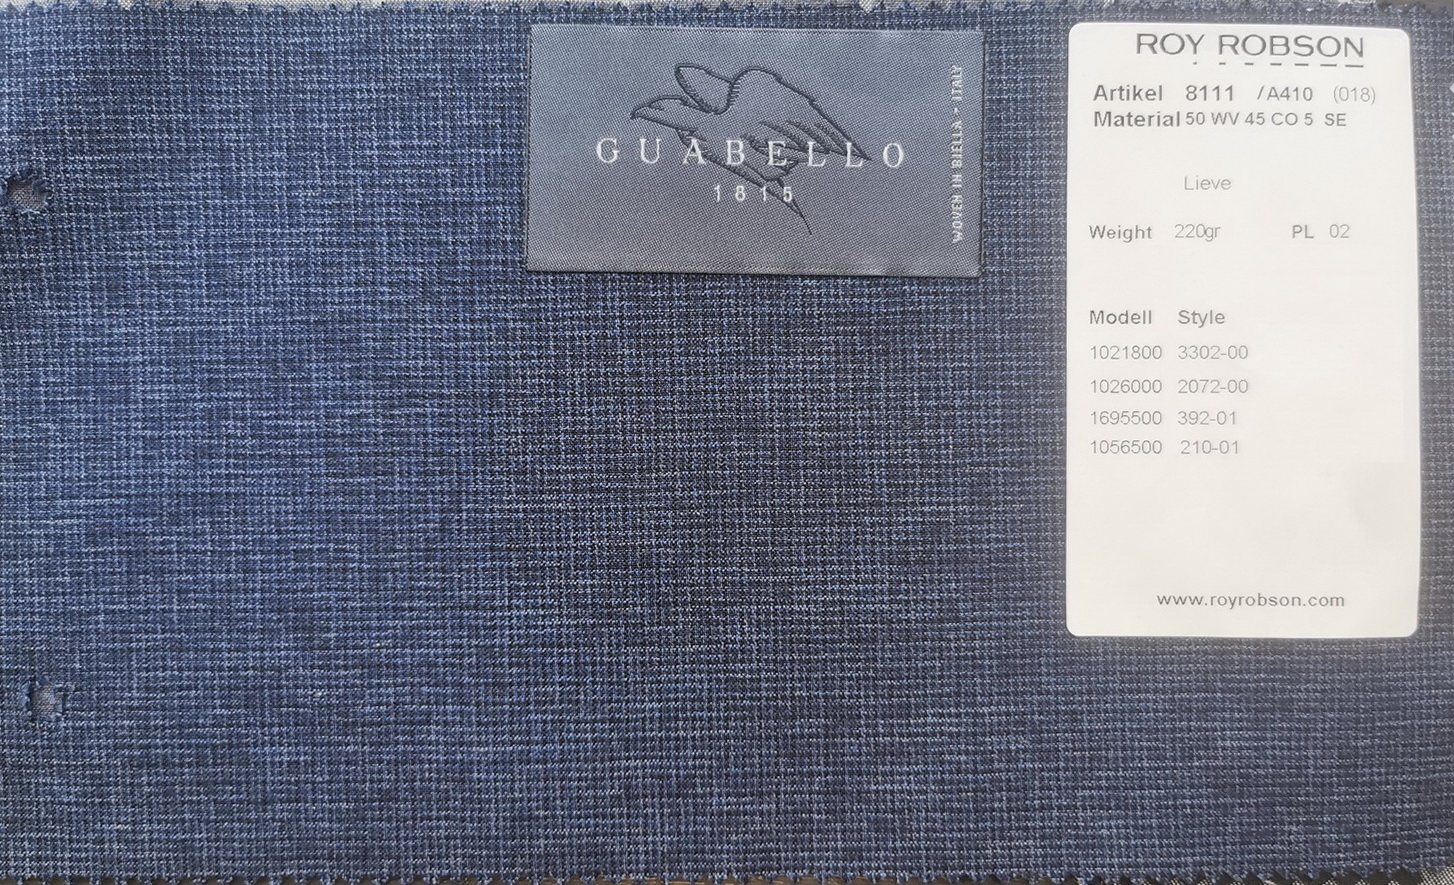 GUABELLO
1815
WOVEN IN BIELLA - ITALY
ROY ROBSON
Artikel 8111 /A410 (018)
Material 50 WV 45 CO 5 SE
Lieve
Weight 220gr PL 02
Modell Style
1021800 3302-00
1026000 2072-00
1695500 392-01
1056500 210-01
www.royrobson.com